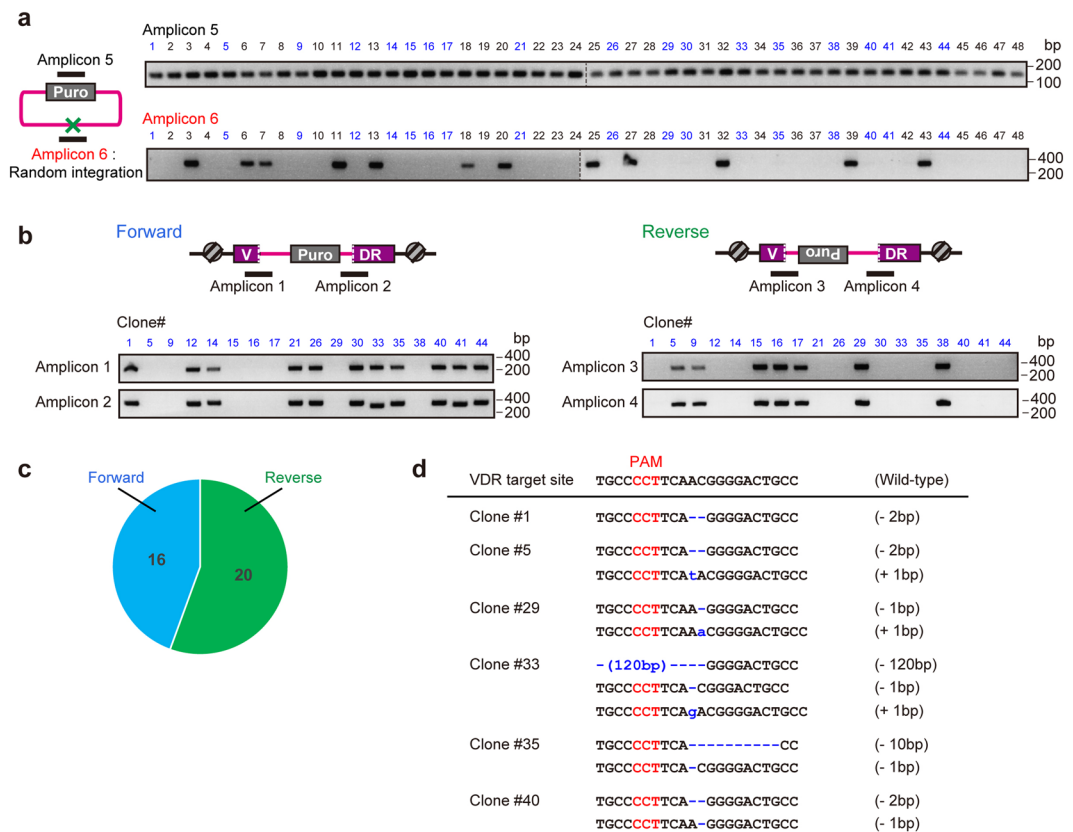 a
Amplicon 5
Amplicon 5
1 2 3 4 5 6 7 8 9 10 11 12 13 14 15 16 17 18 19 20 21 22 23 24 25 26 27 28 29 30 31 32 33 34 35 36 37 38 39 40 41 42 43 44 45 46 47 48
bp
200
100
Puro
Amplicon 6 :
Random integration
Amplicon 6
1 2 3 4 5 6 7 8 9 10 11 12 13 14 15 16 17 18 19 20 21 22 23 24 25 26 27 28 29 30 31 32 33 34 35 36 37 38 39 40 41 42 43 44 45 46 47 48
400
200
b
Forward
V Puro DR
Amplicon 1 Amplicon 2
Clone#
1 5 9 12 14 15 16 17 21 26 29 30 33 35 38 40 41 44
bp
Amplicon 1
400
200
Amplicon 2
400
200
Reverse
V Puro DR
Amplicon 3 Amplicon 4
Clone#
1 5 9 12 14 15 16 17 21 26 29 30 33 35 38 40 41 44
bp
Amplicon 3
400
200
Amplicon 4
400
200
c
Forward
Reverse
16
20
d
PAM
VDR target site TGCCCCTTCAACGGGGACTGCC (Wild-type)
Clone #1 TGCCCCTTCA--GGGGACTGCC (- 2bp)
Clone #5 TGCCCCTTCA--GGGGACTGCC (- 2bp)
TGCCCCTTCAtACGGGGACTGCC (+ 1bp)
Clone #29 TGCCCCTTCAA-GGGGACTGCC (- 1bp)
TGCCCCTTCAAaCGGGGACTGCC (+ 1bp)
Clone #33 -(120bp)----GGGGACTGCC (- 120bp)
TGCCCCTTCA-CGGGACTGCC (- 1bp)
TGCCCCTTCAgACGGGGACTGCC (+ 1bp)
Clone #35 TGCCCCTTCA----------CC (- 10bp)
TGCCCCTTCA-CGGGGACTGCC (- 1bp)
Clone #40 TGCCCCTTCA--GGGGACTGCC (- 2bp)
TGCCCCTTCA-CGGGGACTGCC (- 1bp)